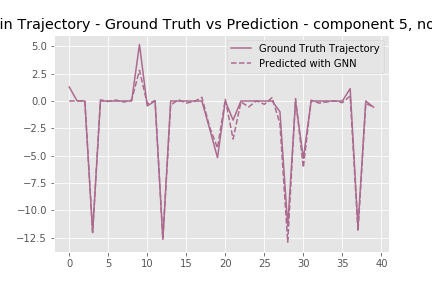 in Trajectory - Ground Truth vs Prediction - component 5, no
Ground Truth Trajectory
Predicted with GNN
5.0
2.5
0.0
−2.5
−5.0
−7.5
−10.0
−12.5
0 5 10 15 20 25 30 35 40